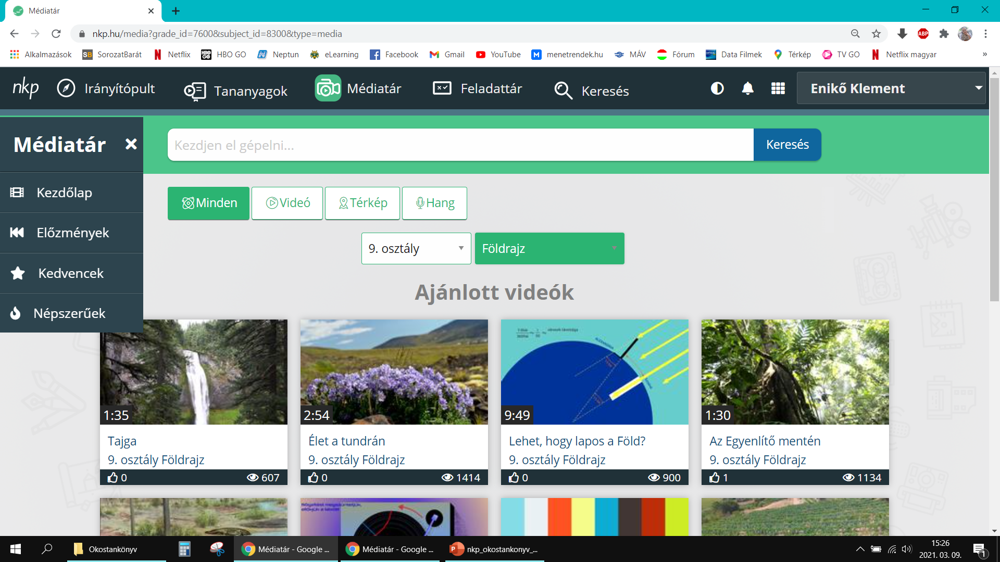 Médiatár
nkp.hu/media?grade_id=7600&subject_id=8300&type=media
ABP
Alkalmazások SorozatBarát Netflix HBO GO Neptun eLearning Facebook Gmail YouTube menetrendek.hu MÁV Fórum Data Filmek Térkép TV GO Netflix magyar »
nkp Irányítópult Tananyagok Médiatár Feladattár Keresés Enikő Klement
Médiatár
Kezdjen el gépelni... Keresés
Kezdőlap
Előzmények
Kedvencek
Népszerűek
Minden Videó Térkép Hang
9. osztály Földrajz
Ajánlott videók
1:35 2:54 9:49 1:30
Tajga
9. osztály Földrajz
0 607
Élet a tundrán
9. osztály Földrajz
0 1414
Lehet, hogy lapos a Föld?
9. osztály Földrajz
0 900
Az Egyenlítő mentén
9. osztály Földrajz
1 1134
Okostankönyv Médiatár - Google ... Médiatár - Google ... nkp_okostankonyv_...
15:26
2021. 03. 09.
1